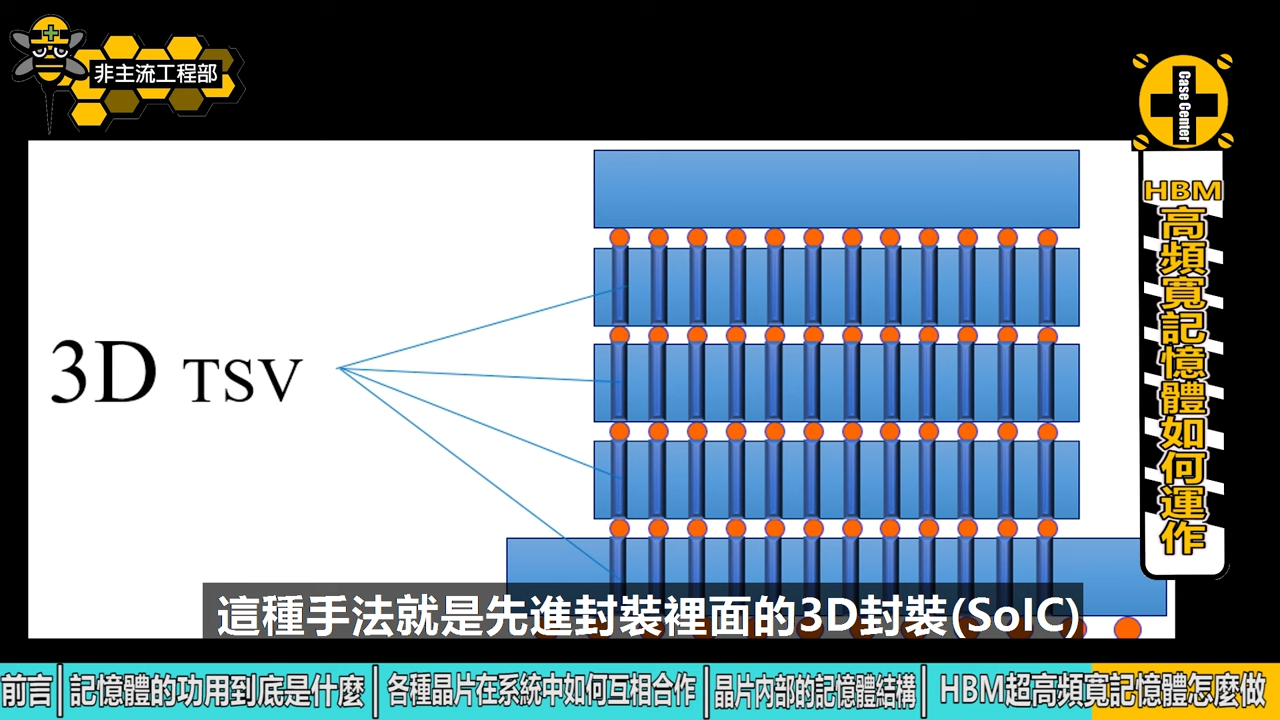 非主流工程部
Case Center
HBM
高頻寬記憶體如何運作
3D TSV
這種手法就是先進封裝裡面的3D封裝(SoIC)
前言|記憶體的功用到底是什麼|各種晶片在系統中如何互相合作|晶片內部的記憶體結構|HBM超高頻寬記憶體怎麼做